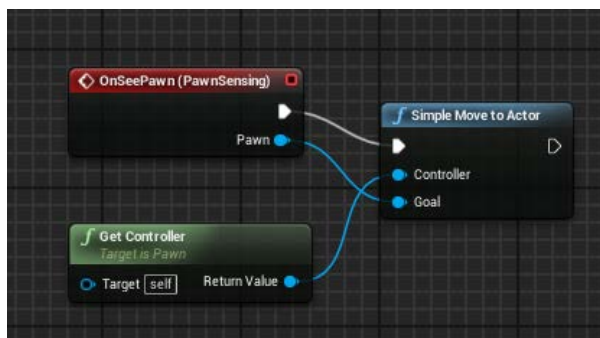 OnSeePawn (PawnSensing)
Pawn
f Simple Move to Actor
Controller
Goal
f Get Controller
Target is Pawn
Target self Return Value